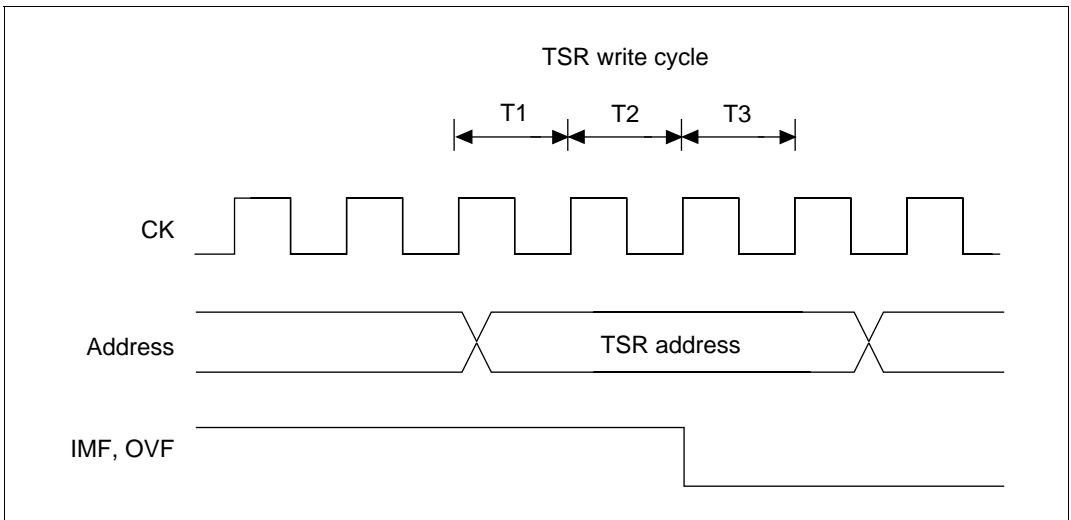 TSR write cycle
T1 T2 T3
CK
Address TSR address
IMF, OVF